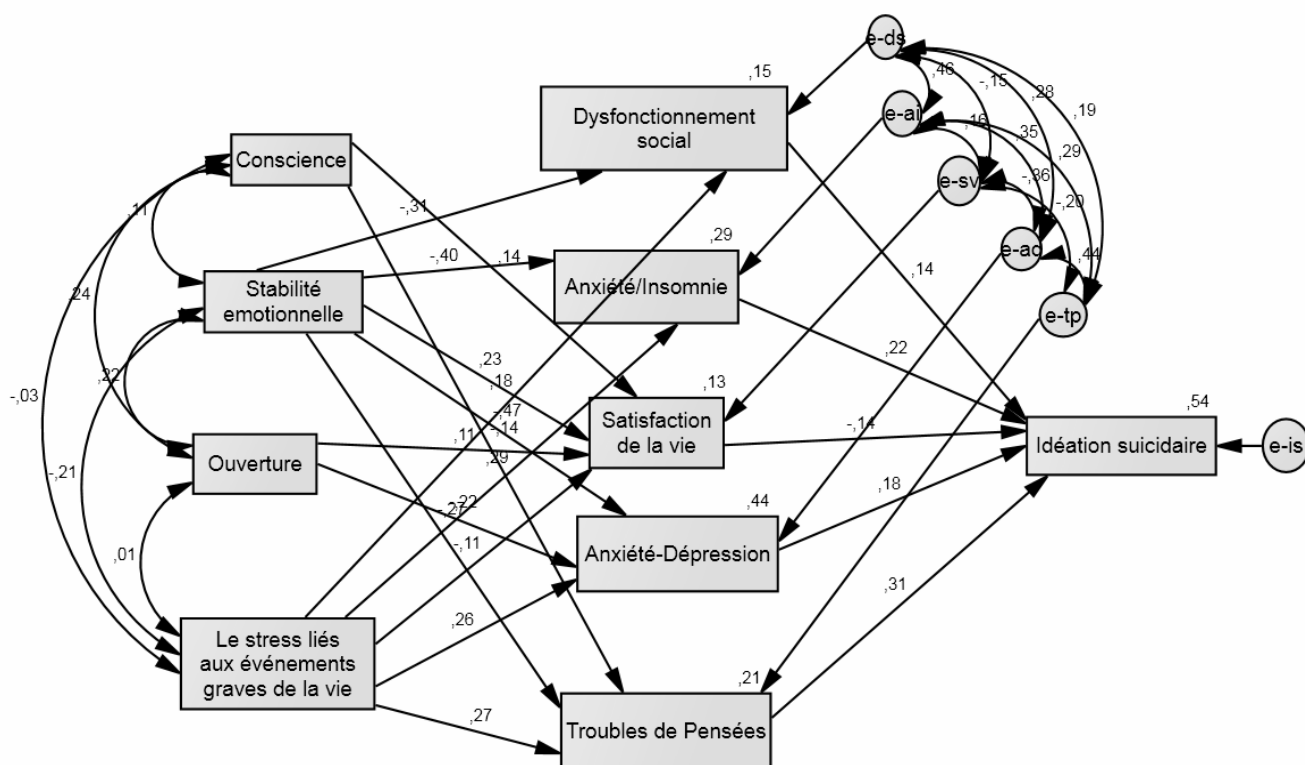 e-ds
,15
,46
-,15
,28
,19
Dysfonctionnement
social
e-ai
,16
,35
,29
Conscience
e-sv
-,36
-,20
,11
-,31
-,40
,14
,29
e-ad
,44
Stabilité
emotionnelle
Anxiété/Insomnie
,14
,24
e-tp
,22
,23
,18
,22
-,03
,13
-,47
,54
Satisfaction
de la vie
-,14
Idéation suicidaire
e-is
,11
-,14
Ouverture
,29
-,21
,18
,22
,44
-,11
,01
Anxiété-Dépression
,31
,26
Le stress liés
aux événements
graves de la vie
,21
,27
Troubles de Pensées